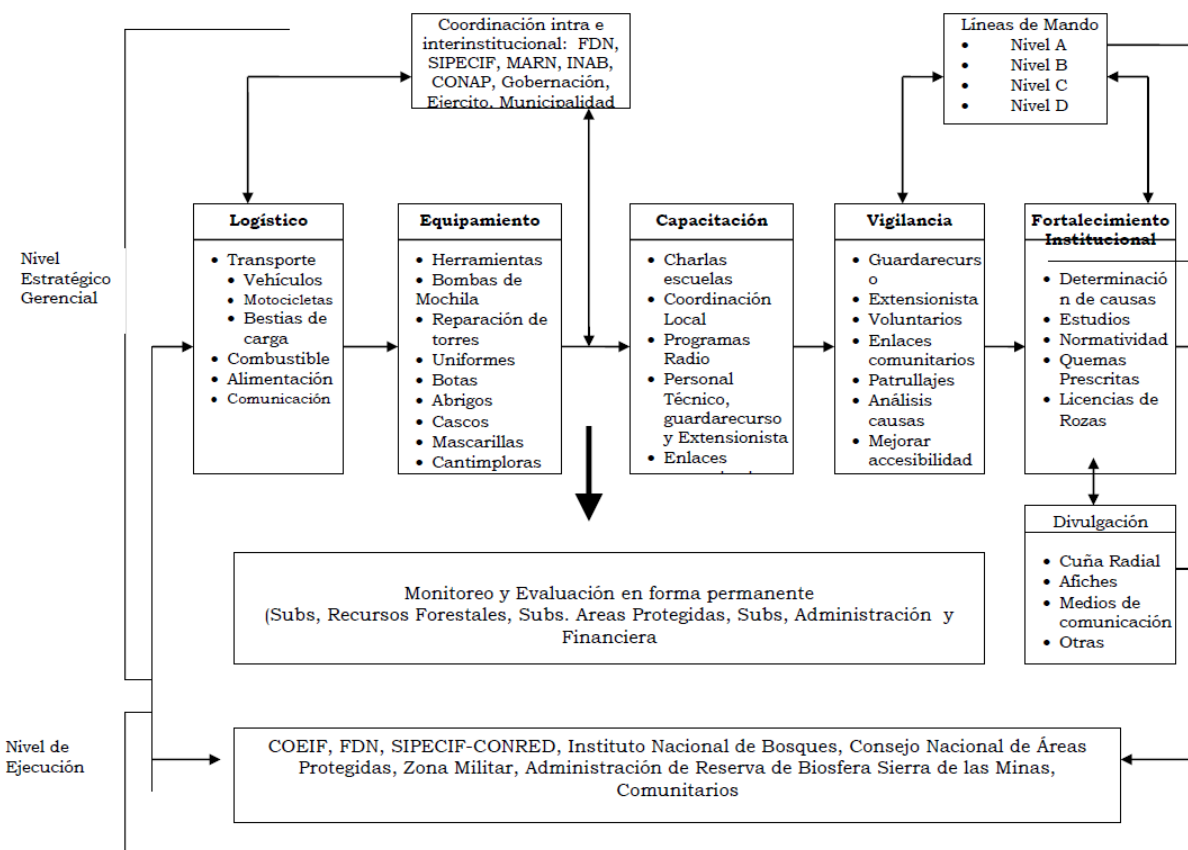 Coordinación intra e
interinstitucional: FDN,
SIPECIF, MARN, INAB,
CONAP, Gobernación,
Ejercito, Municipalidad
Líneas de Mando
• Nivel A
• Nivel B
• Nivel C
• Nivel D
Nivel
Estratégico
Gerencial
Logístico
• Transporte
• Vehículos
• Motocicletas
• Bestias de
carga
• Combustible
• Alimentación
• Comunicación
Equipamiento
• Herramientas
• Bombas de
Mochila
• Reparación de
torres
• Uniformes
• Botas
• Abrigos
• Cascos
• Mascarillas
• Cantimploras
Capacitación
• Charlas
escuelas
• Coordinación
Local
• Programas
Radio
• Personal
Técnico,
guardarecurso
y Extensionista
• Enlaces
Vigilancia
• Guardarecurs
o
• Extensionista
• Voluntarios
• Enlaces
comunitarios
• Patrullajes
• Análisis
causas
• Mejorar
accesibilidad
Fortalecimiento
Institucional
• Determinació
n de causas
• Estudios
• Normatividad
• Quemas
Prescritas
• Licencias de
Rozas
Divulgación
• Cuña Radial
• Afiches
• Medios de
comunicación
• Otras
Monitoreo y Evaluación en forma permanente
(Subs, Recursos Forestales, Subs. Areas Protegidas, Subs, Administración y
Financiera
Nivel de
Ejecución
COEIF, FDN, SIPECIF-CONRED, Instituto Nacional de Bosques, Consejo Nacional de Áreas
Protegidas, Zona Militar, Administración de Reserva de Biosfera Sierra de las Minas,
Comunitarios